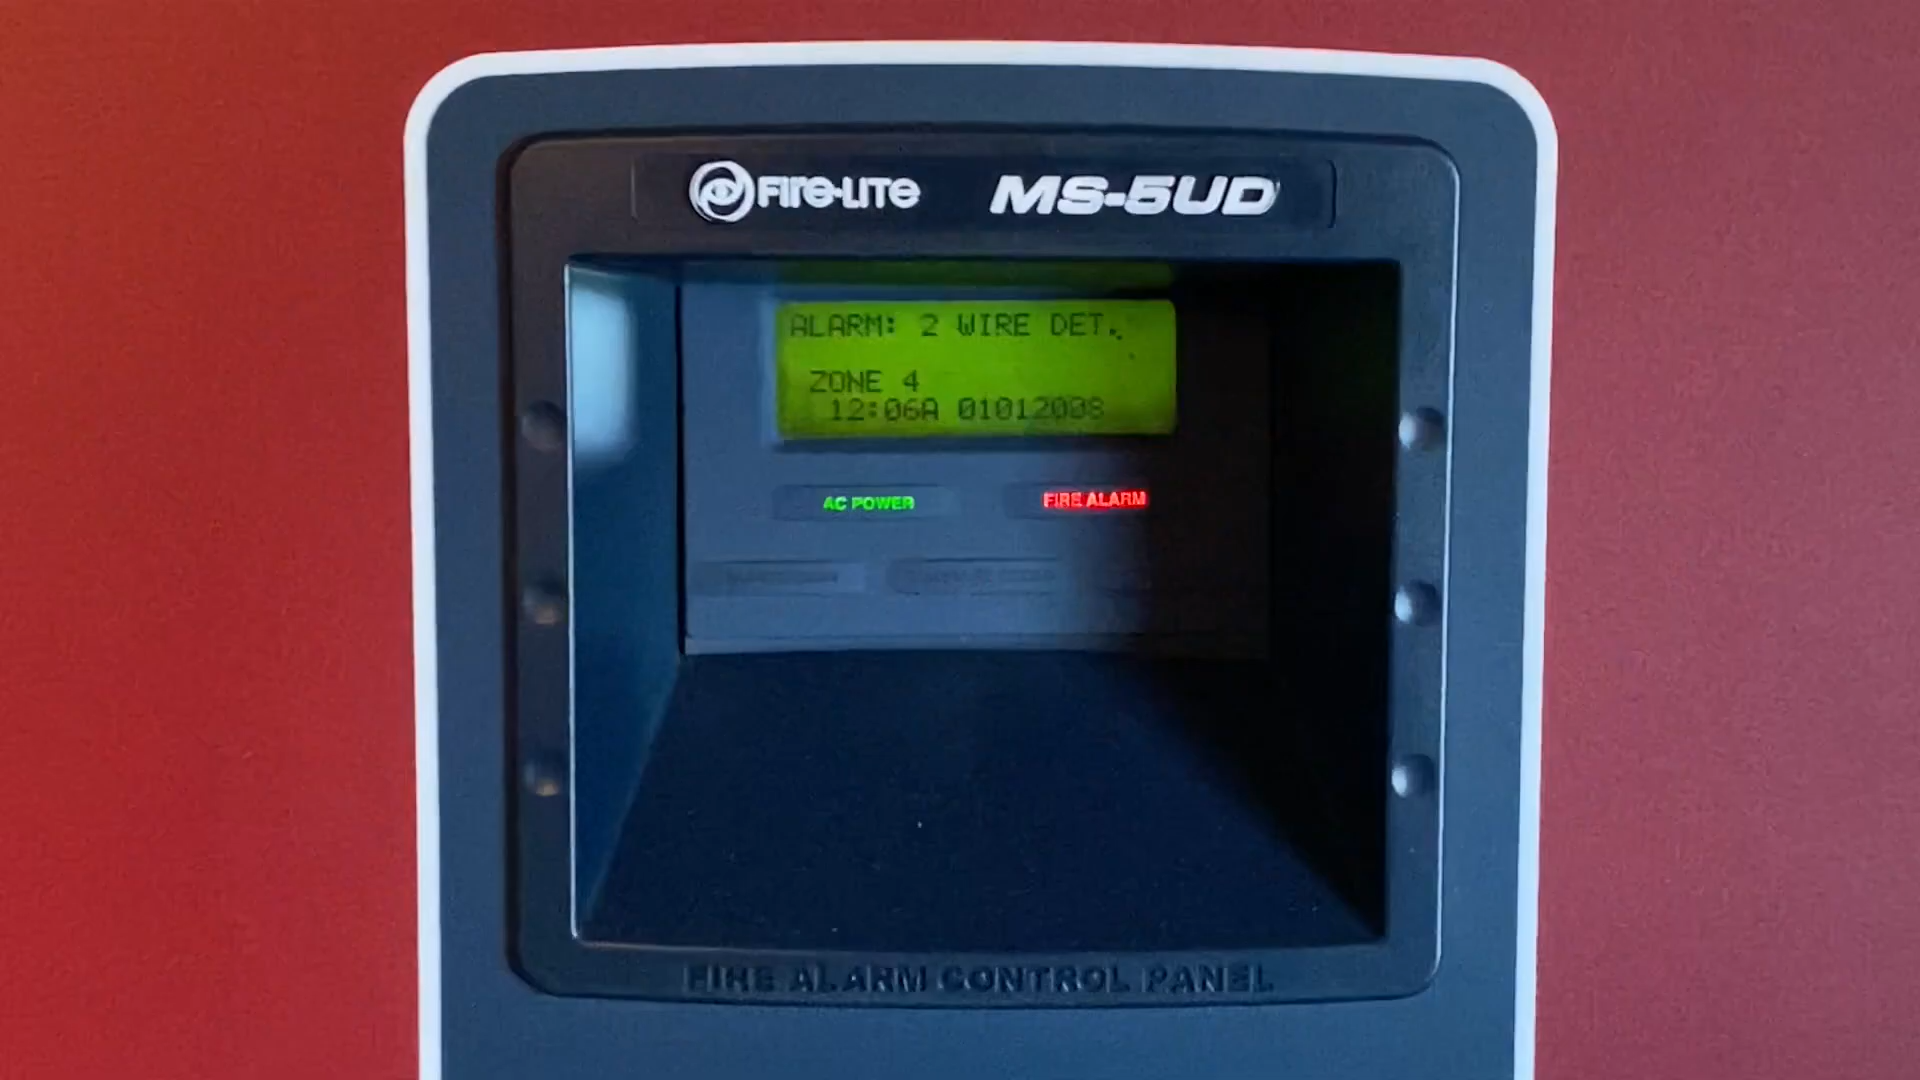 FIRE-LITE MS-5UD
ALARM: 2 WIRE DET.
ZONE 4
12:06A 01012008
AC POWER FIRE ALARM
FIRE ALARM CONTROL PANEL